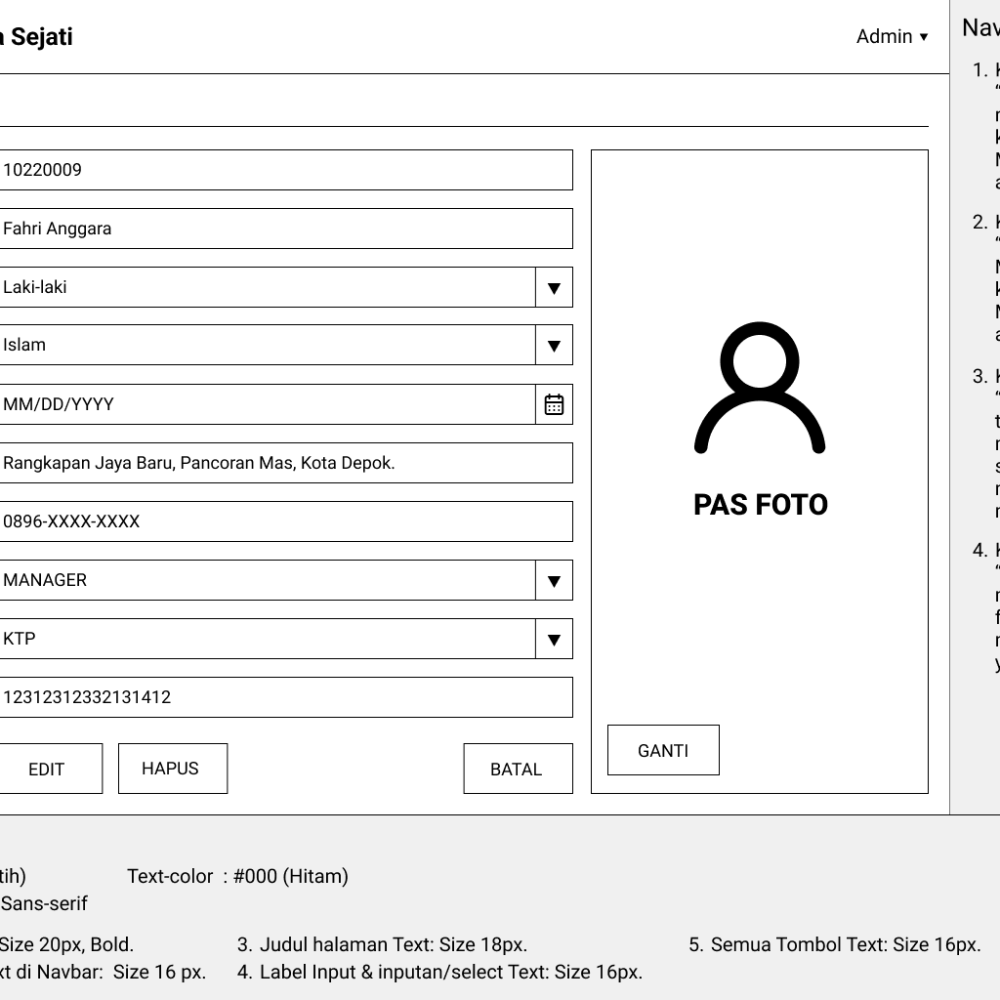 a Sejati
Admin
Nav
10220009
Fahri Anggara
Laki-laki
Islam
MM/DD/YYYY
Rangkapan Jaya Baru, Pancoran Mas, Kota Depok.
0896-XXXX-XXXX
MANAGER
KTP
12312312332131412
EDIT
HAPUS
BATAL
PAS FOTO
GANTI
1.
2.
3.
4.
tih)
Text-color : #000 (Hitam)
Sans-serif
Size 20px, Bold.
xt di Navbar: Size 16 px.
3. Judul halaman Text: Size 18px.
4. Label Input & inputan/select Text: Size 16px.
5. Semua Tombol Text: Size 16px.